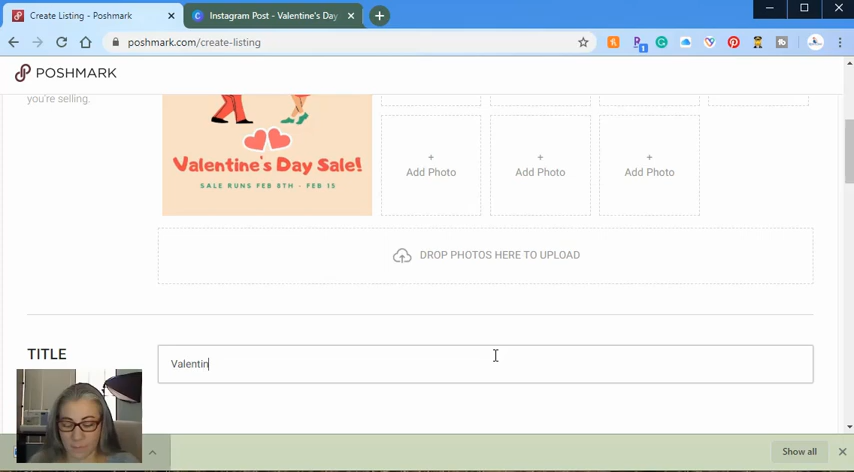 Create Listing - Poshmark
Instagram Post - Valentine's Day
poshmark.com/create-listing
1
POSHMARK
you're selling.
Valentine's Day Sale!
SALE RUNS FEB 8TH - FEB 15
+
Add Photo
+
Add Photo
+
Add Photo
DROP PHOTOS HERE TO UPLOAD
TITLE
Valentin
Show all